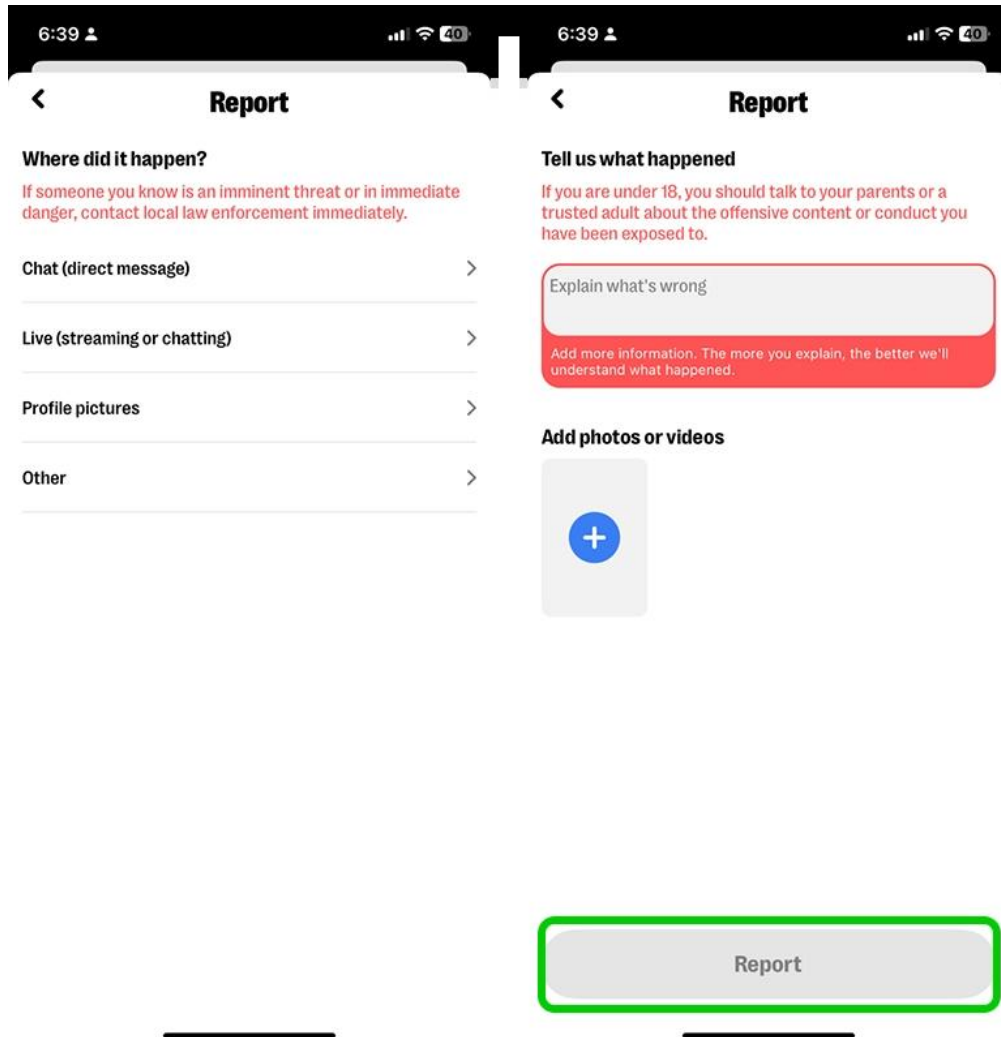 6:39
40
Report
Where did it happen?
If someone you know is an imminent threat or in immediate
danger, contact local law enforcement immediately.
Chat (direct message)
Live (streaming or chatting)
Profile pictures
Other
6:39
40
Report
Tell us what happened
If you are under 18, you should talk to your parents or a
trusted adult about the offensive content or conduct you
have been exposed to.
Explain what's wrong
Add more information. The more you explain, the better we'll
understand what happened.
Add photos or videos
Report